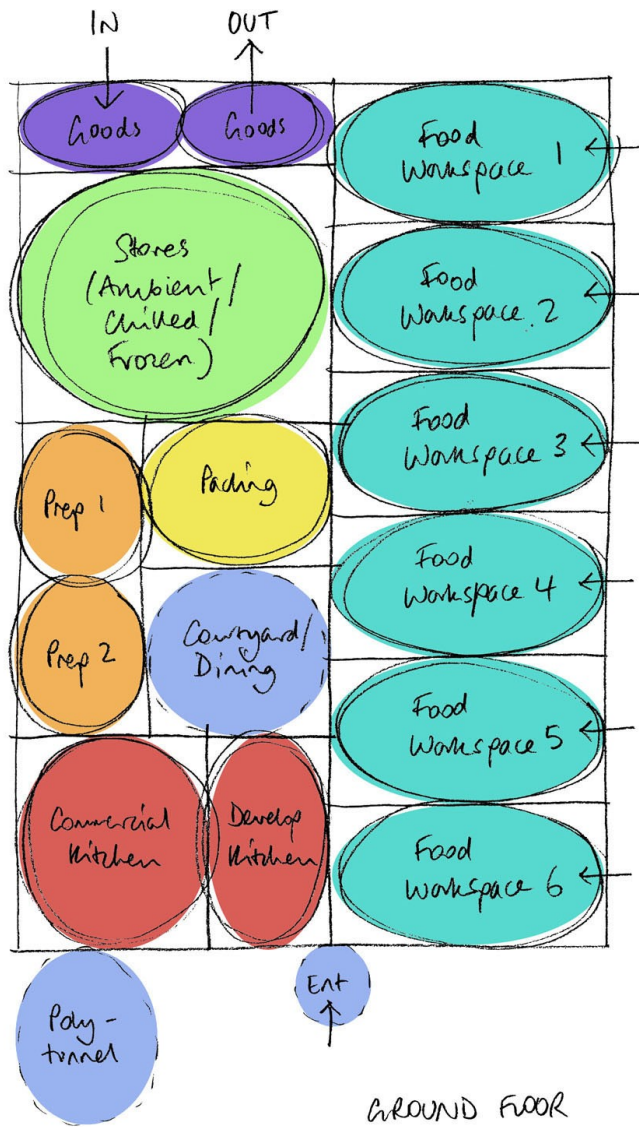 IN
OUT
Goods
Goods
Stores
(Ambient/
Chilled/
Frozen)
Prep 1
Packing
Prep 2
Courtyard/
Dining
Commercial
Kitchen
Develop
Kitchen
Poly-
tunnel
Ent
Food
Workspace 1
Food
Workspace 2
Food
Workspace 3
Food
Workspace 4
Food
Workspace 5
Food
Workspace 6
GROUND FLOOR